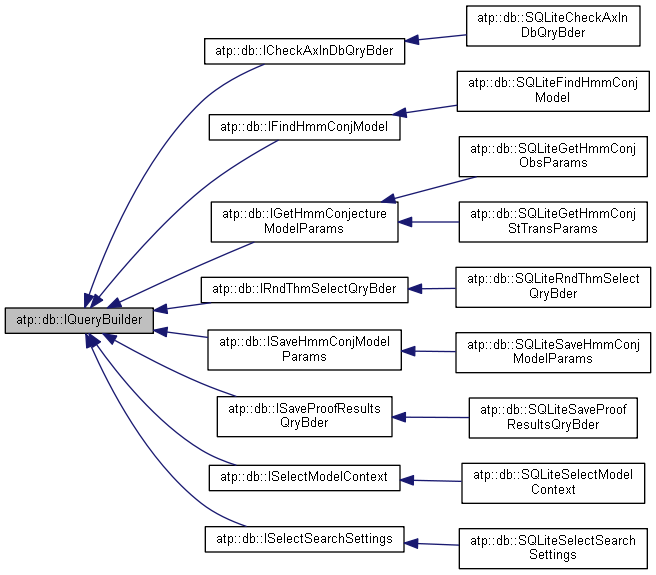 atp::db::IQueryBuilder
atp::db::ICheckAxInDbQryBder
atp::db::SQLiteCheckAxIn
DbQryBder
atp::db::IFindHmmConjModel
atp::db::SQLiteFindHmmConj
Model
atp::db::IGetHmmConjecture
ModelParams
atp::db::SQLiteGetHmmConj
ObsParams
atp::db::SQLiteGetHmmConj
StTransParams
atp::db::IRndThmSelectQryBder
atp::db::SQLiteRndThmSelect
QryBder
atp::db::ISaveHmmConjModel
Params
atp::db::SQLiteSaveHmmConj
ModelParams
atp::db::ISaveProofResults
QryBder
atp::db::SQLiteSaveProof
ResultsQryBder
atp::db::ISelectModelContext
atp::db::SQLiteSelectModel
Context
atp::db::ISelectSearchSettings
atp::db::SQLiteSelectSearch
Settings